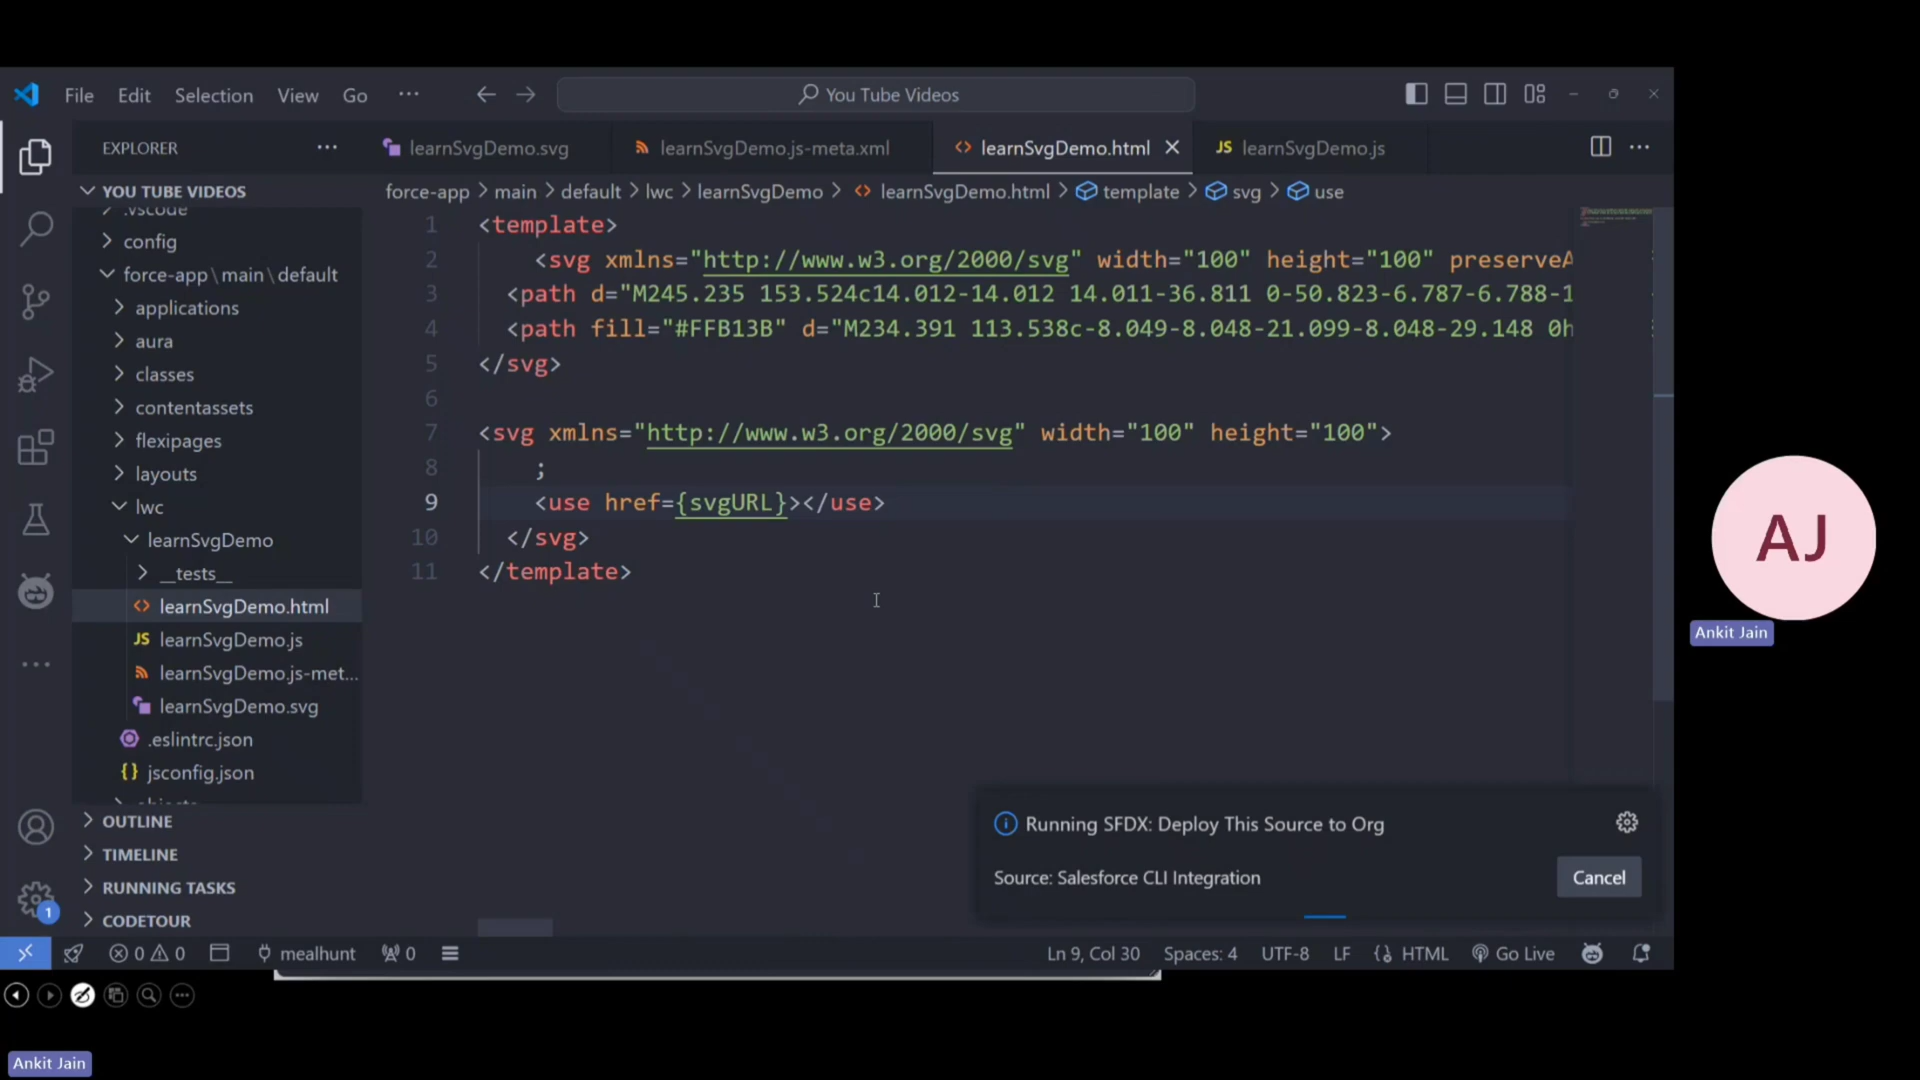 File Edit Selection View Go ··· You Tube Videos
EXPLORER ···
learnSvgDemo.svg learnSvgDemo.js-meta.xml <> learnSvgDemo.html JS learnSvgDemo.js ···
YOU TUBE VIDEOS
force-app > main > default > lwc > learnSvgDemo > <> learnSvgDemo.html > template > svg > use
.vscode
config
force-app\main\default
applications
aura
classes
contentassets
flexipages
layouts
lwc
learnSvgDemo
__tests__
<> learnSvgDemo.html
JS learnSvgDemo.js
learnSvgDemo.js-met...
learnSvgDemo.svg
.eslintrc.json
{} jsconfig.json
objects
OUTLINE
TIMELINE
RUNNING TASKS
CODETOUR
1 <template>
2 <svg xmlns="http://www.w3.org/2000/svg" width="100" height="100" preserveA
3 <path d="M245.235 153.524c14.012-14.012 14.011-36.811 0-50.823-6.787-6.788-1
4 <path fill="#FFB13B" d="M234.391 113.538c-8.049-8.048-21.099-8.048-29.148 0h
5 </svg>
6
7 <svg xmlns="http://www.w3.org/2000/svg" width="100" height="100">
8 ;
9 <use href={svgURL}></use>
10 </svg>
11 </template>
Running SFDX: Deploy This Source to Org
Source: Salesforce CLI Integration
Cancel
1
0 0 mealhunt 0 Ln 9, Col 30 Spaces: 4 UTF-8 LF HTML Go Live
AJ
Ankit Jain
Ankit Jain